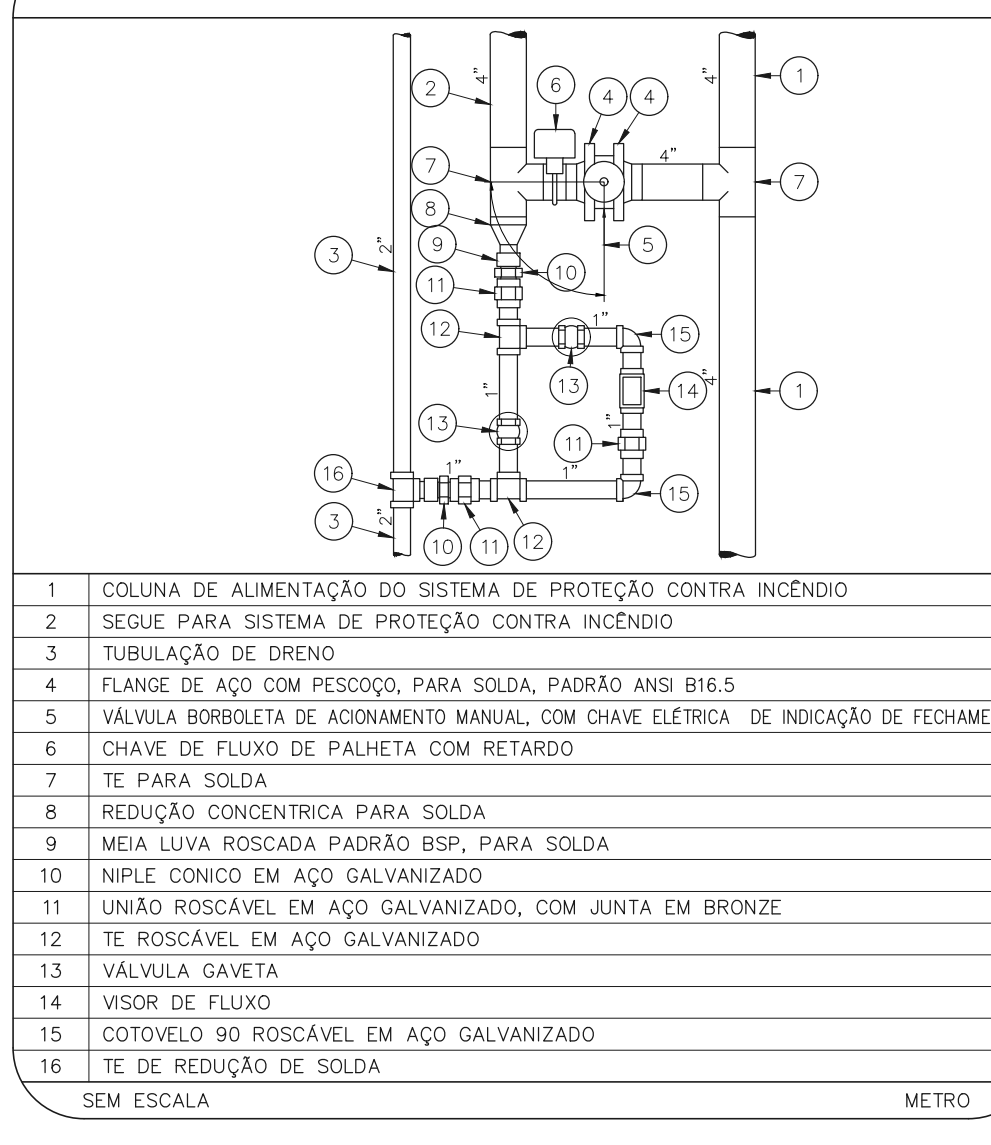 4"
4"
6
4
4
1
2
4"
7
7
8
2"
9
5
3
10
11
1"
12
15
13
4"
14
1
1"
13
1"
11
1"
1"
16
15
2"
3
10
11
12
1 COLUNA DE ALIMENTAÇÃO DO SISTEMA DE PROTEÇÃO CONTRA INCÊNDIO
2 SEGUE PARA SISTEMA DE PROTEÇÃO CONTRA INCÊNDIO
3 TUBULAÇÃO DE DRENO
4 FLANGE DE AÇO COM PESCOÇO, PARA SOLDA, PADRÃO ANSI B16.5
5 VÁLVULA BORBOLETA DE ACIONAMENTO MANUAL, COM CHAVE ELÉTRICA DE INDICAÇÃO DE FECHAME
6 CHAVE DE FLUXO DE PALHETA COM RETARDO
7 TE PARA SOLDA
8 REDUÇÃO CONCENTRICA PARA SOLDA
9 MEIA LUVA ROSCADA PADRÃO BSP, PARA SOLDA
10 NIPLE CONICO EM AÇO GALVANIZADO
11 UNIÃO ROSCÁVEL EM AÇO GALVANIZADO, COM JUNTA EM BRONZE
12 TE ROSCÁVEL EM AÇO GALVANIZADO
13 VÁLVULA GAVETA
14 VISOR DE FLUXO
15 COTOVELO 90 ROSCÁVEL EM AÇO GALVANIZADO
16 TE DE REDUÇÃO DE SOLDA
SEM ESCALA METRO